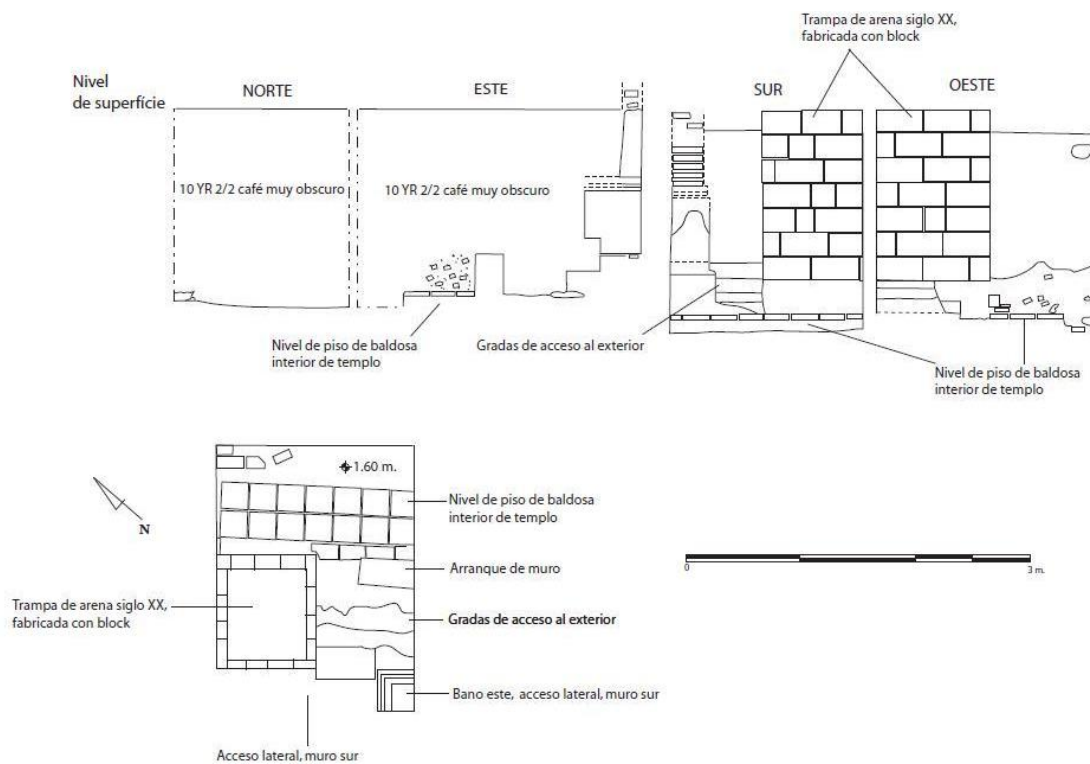 Trampa de arena siglo XX,
fabricada con block
Nivel
de superfície
NORTE
ESTE
SUR
OESTE
10 YR 2/2 café muy obscuro
10 YR 2/2 café muy obscuro
Nivel de piso de baldosa
interior de templo
Gradas de acceso al exterior
Nivel de piso de baldosa
interior de templo
1.60 m.
N
Nivel de piso de baldosa
interior de templo
Arranque de muro
0
3 m.
Trampa de arena siglo XX,
fabricada con block
Gradas de acceso al exterior
Bano este, acceso lateral, muro sur
Acceso lateral, muro sur